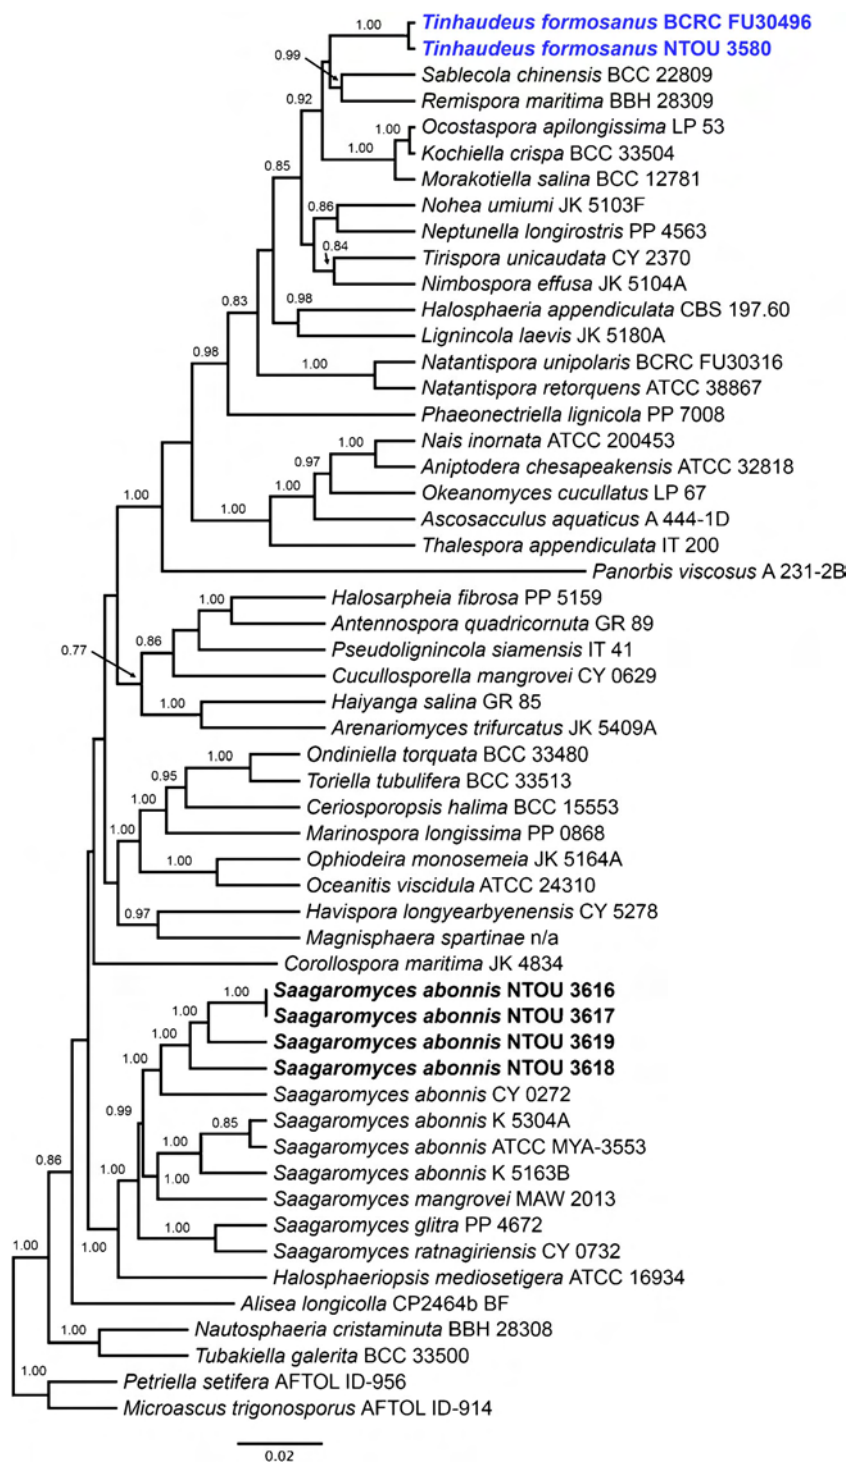 1.00
Tinhaudeus formosanus BCRC FU30496
Tinhaudeus formosanus NTOU 3580
0.99
Sablecola chinensis BCC 22809
0.92
Remispora maritima BBH 28309
1.00
Ocostaspora apilongissima LP 53
1.00
Kochiella crispa BCC 33504
0.85
Morakotiella salina BCC 12781
0.86
Nohea umiumi JK 5103F
Neptunella longirostris PP 4563
0.84
Tirispora unicaudata CY 2370
Nimbospora effusa JK 5104A
0.83
0.98
Halosphaeria appendiculata CBS 197.60
Lignincola laevis JK 5180A
0.98
1.00
Natantispora unipolaris BCRC FU30316
Natantispora retorquens ATCC 38867
Phaeonectriella lignicola PP 7008
1.00
Nais inornata ATCC 200453
0.97
Aniptodera chesapeakensis ATCC 32818
1.00
1.00
Okeanomyces cucullatus LP 67
1.00
Ascosacculus aquaticus A 444-1D
Thalespora appendiculata IT 200
Panorbis viscosus A 231-2B
1.00
Halosarpheia fibrosa PP 5159
Antennospora quadricornuta GR 89
0.77
0.86
Pseudolignincola siamensis IT 41
Cucullosporella mangrovei CY 0629
1.00
Haiyanga salina GR 85
Arenariomyces trifurcatus JK 5409A
1.00
Ondiniella torquata BCC 33480
0.95
Toriella tubulifera BCC 33513
1.00
Ceriosporopsis halima BCC 15553
1.00
Marinospora longissima PP 0868
1.00
Ophiodeira monosemeia JK 5164A
Oceanitis viscidula ATCC 24310
0.97
Havispora longyearbyenensis CY 5278
Magnisphaera spartinae n/a
Corollospora maritima JK 4834
1.00
Saagaromyces abonnis NTOU 3616
1.00
Saagaromyces abonnis NTOU 3617
1.00
Saagaromyces abonnis NTOU 3619
1.00
Saagaromyces abonnis NTOU 3618
Saagaromyces abonnis CY 0272
0.99
0.85
Saagaromyces abonnis K 5304A
1.00
Saagaromyces abonnis ATCC MYA-3553
0.86
1.00
1.00
Saagaromyces abonnis K 5163B
Saagaromyces mangrovei MAW 2013
1.00
Saagaromyces glitra PP 4672
1.00
1.00
Saagaromyces ratnagiriensis CY 0732
Halosphaeriopsis mediosetigera ATCC 16934
Alisea longicolla CP2464b BF
1.00
Nautosphaeria cristaminuta BBH 28308
Tubakiella galerita BCC 33500
1.00
Petriella setifera AFTOL ID-956
Microascus trigonosporus AFTOL ID-914
0.02